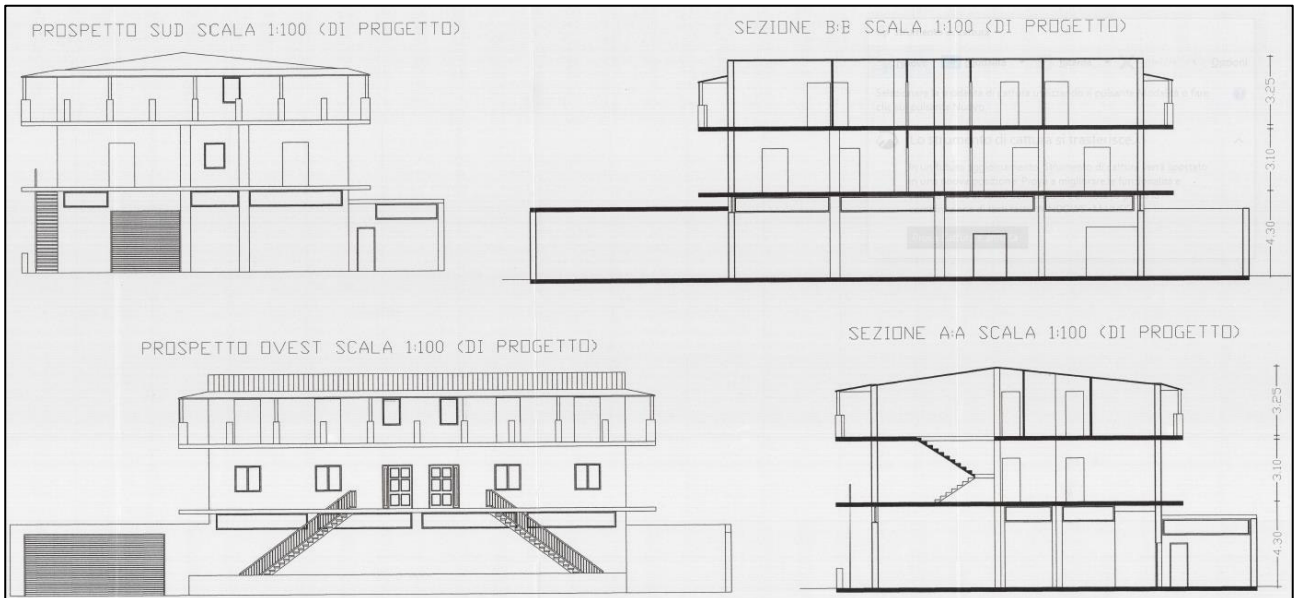 PROSPETTO SUD SCALA 1:100 (DI PROGETTO)
SEZIONE B:B SCALA 1:100 (DI PROGETTO)
3.25
3.10
4.30
PROSPETTO OVEST SCALA 1:100 (DI PROGETTO)
SEZIONE A:A SCALA 1:100 (DI PROGETTO)
3.25
3.10
4.30